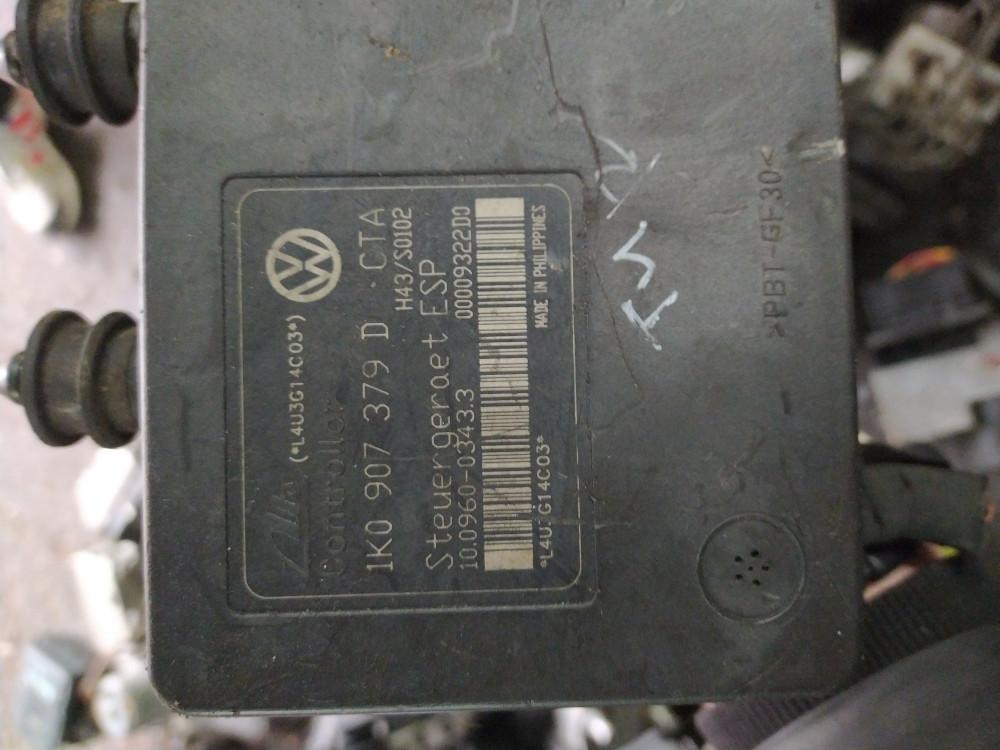 (*L4U3G14C03*)
Controller
1K0 907 379 D CTA
H43/S0102
Steuergeraet ESP
10.0960-0343.3 00009322D0
*L4U3G14C03* MADE IN PHILIPPINES
>PBT-GF30<